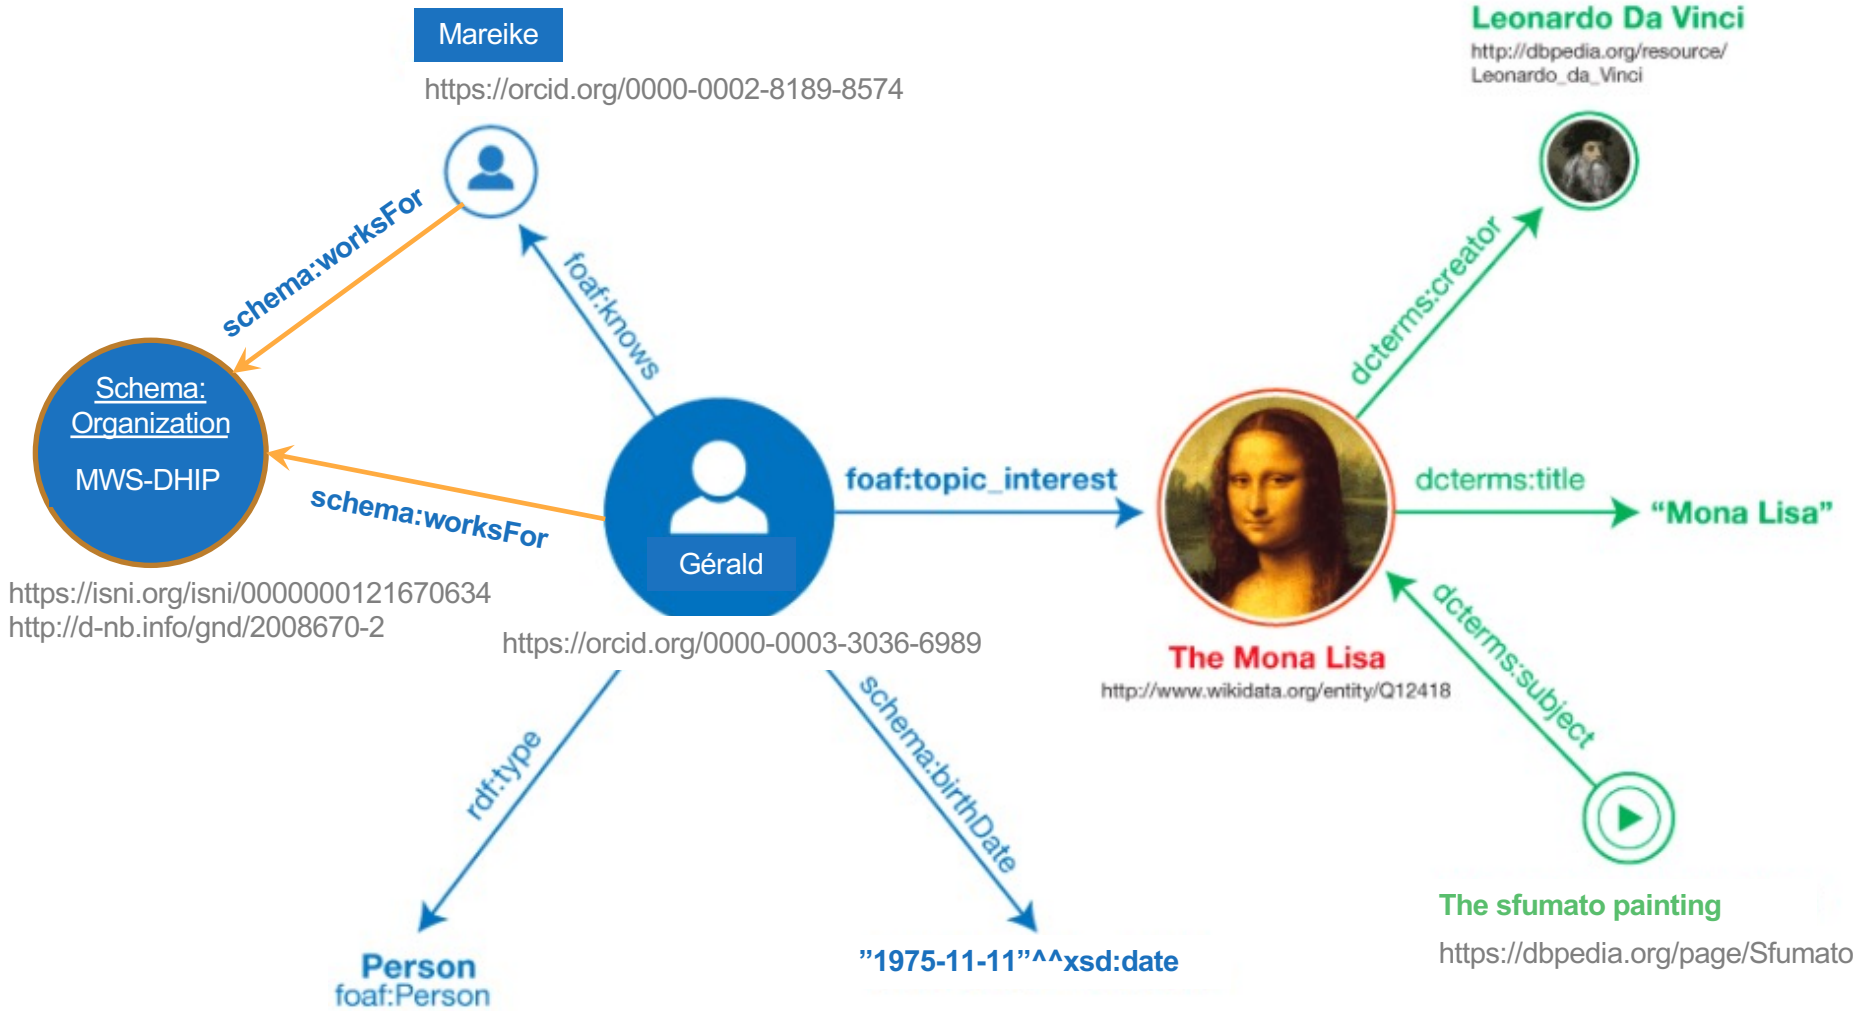 Mareike
https://orcid.org/0000-0002-8189-8574
Leonardo Da Vinci
http://dbpedia.org/resource/
Leonardo_da_Vinci
schema:worksFor
foaf:knows
dcterms:creator
Schema:
Organization
MWS-DHIP
schema:worksFor
https://isni.org/isni/0000000121670634
http://d-nb.info/gnd/2008670-2
Gérald
https://orcid.org/0000-0003-3036-6989
foaf:topic_interest
dcterms:title
“Mona Lisa”
The Mona Lisa
http://www.wikidata.org/entity/Q12418
dcterms:subject
rdf:type
schema:birthDate
Person
foaf:Person
”1975-11-11”^^xsd:date
The sfumato painting
https://dbpedia.org/page/Sfumato